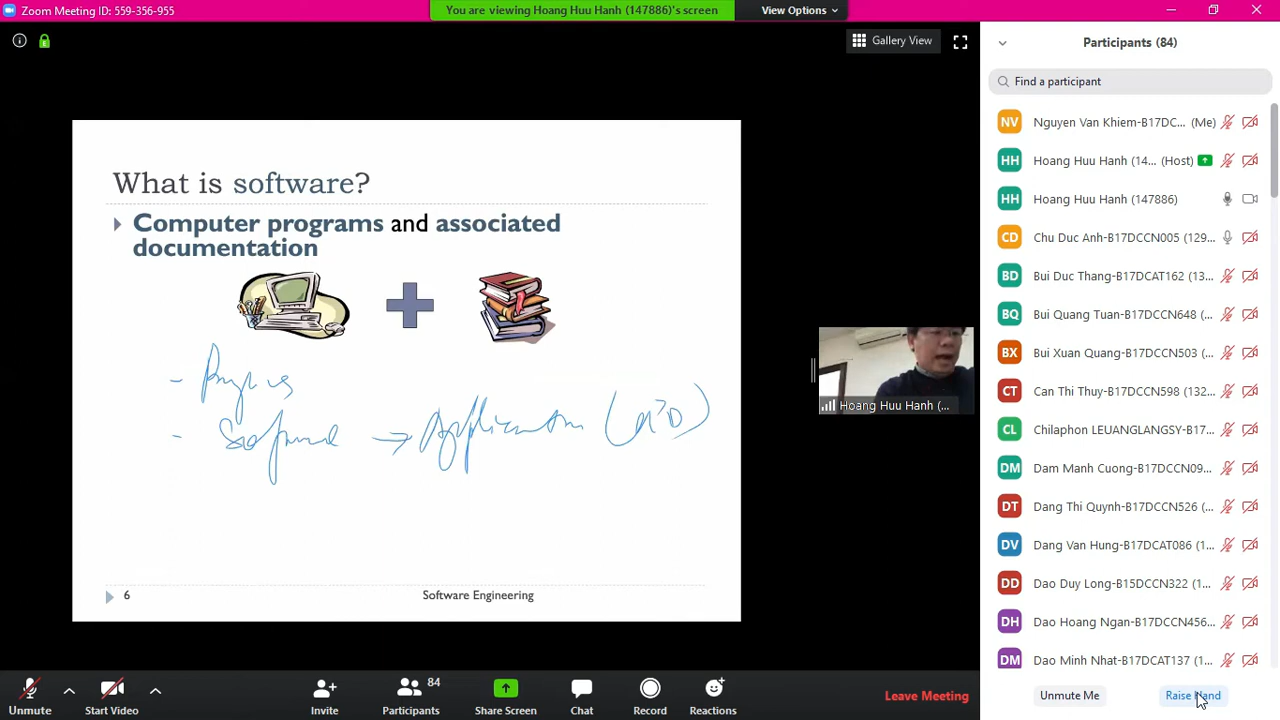 Zoom Meeting ID: 559-356-955
You are viewing Hoang Huu Hanh (147886)'s screen
View Options
Gallery View
What is software?
Computer programs and associated
documentation
Software → Application
6
Software Engineering
Hoang Huu Hanh (...
Participants (84)
Find a participant
NV Nguyen Van Khiem-B17DC... (Me)
HH Hoang Huu Hanh (14... (Host)
HH Hoang Huu Hanh (147886)
CD Chu Duc Anh-B17DCCN005 (129...
BD Bui Duc Thang-B17DCAT162 (13...
BQ Bui Quang Tuan-B17DCCN648 (...
BX Bui Xuan Quang-B17DCCN503 (...
CT Can Thi Thuy-B17DCCN598 (132...
CL Chilaphon LEUANGLANGSY-B17D...
DM Dam Manh Cuong-B17DCCN09...
DT Dang Thi Quynh-B17DCCN526 (...
DV Dang Van Hung-B17DCAT086 (1...
DD Dao Duy Long-B15DCCN322 (1...
DH Dao Hoang Ngan-B17DCCN456...
DM Dao Minh Nhat-B17DCAT137 (1...
Unmute Me
Raise Hand
Unmute
Start Video
Invite
84
Participants
Share Screen
Chat
Record
Reactions
Leave Meeting